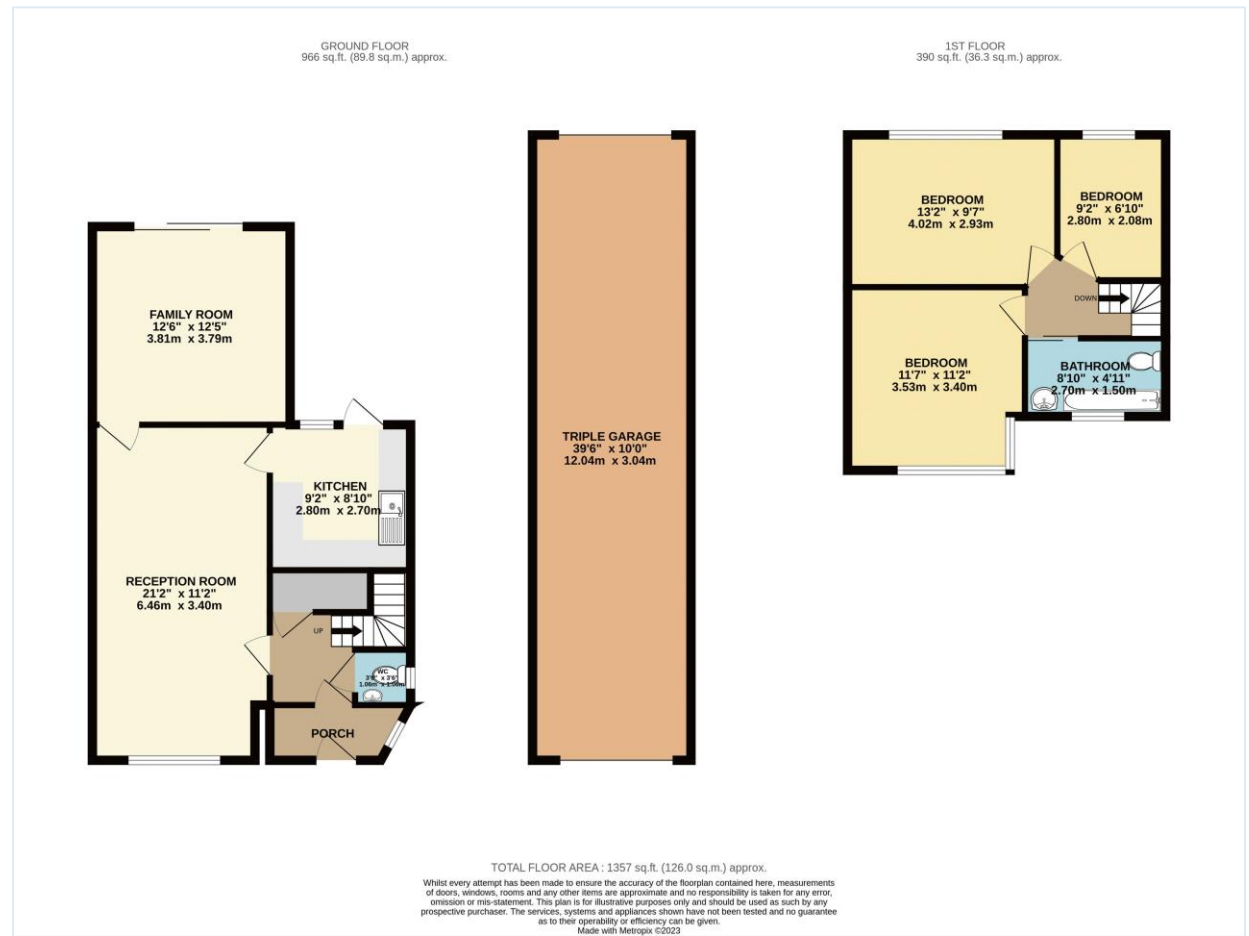 GROUND FLOOR
966 sq.ft. (89.8 sq.m.) approx.
1ST FLOOR
390 sq.ft. (36.3 sq.m.) approx.
FAMILY ROOM
12'6" x 12'5"
3.81m x 3.79m
KITCHEN
9'2" x 8'10"
2.80m x 2.70m
RECEPTION ROOM
21'2" x 11'2"
6.46m x 3.40m
UP
WC
x 3'6"
PORCH
TRIPLE GARAGE
39'6" x 10'0"
12.04m x 3.04m
BEDROOM
13'2" x 9'7"
4.02m x 2.93m
BEDROOM
9'2" x 6'10"
2.80m x 2.08m
DOWN
BEDROOM
11'7" x 11'2"
3.53m x 3.40m
BATHROOM
8'10" x 4'11"
2.70m x 1.50m
TOTAL FLOOR AREA : 1357 sq.ft. (126.0 sq.m.) approx.
Whilst every attempt has been made to ensure the accuracy of the floorplan contained here, measurements
of doors, windows, rooms and any other items are approximate and no responsibility is taken for any error,
omission or mis-statement. This plan is for illustrative purposes only and should be used as such by any
prospective purchaser. The services, systems and appliances shown have not been tested and no guarantee
as to their operability or efficiency can be given.
Made with Metropix ©2023